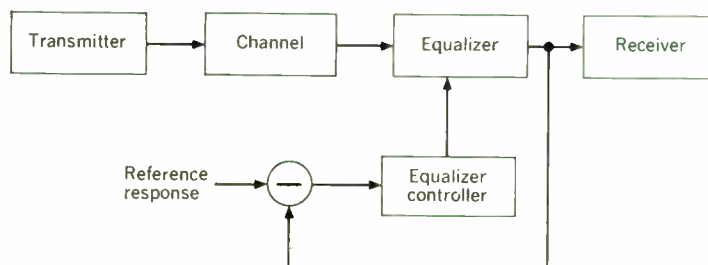 Transmitter
Channel
Equalizer
Receiver
Reference
response
Equalizer
controller